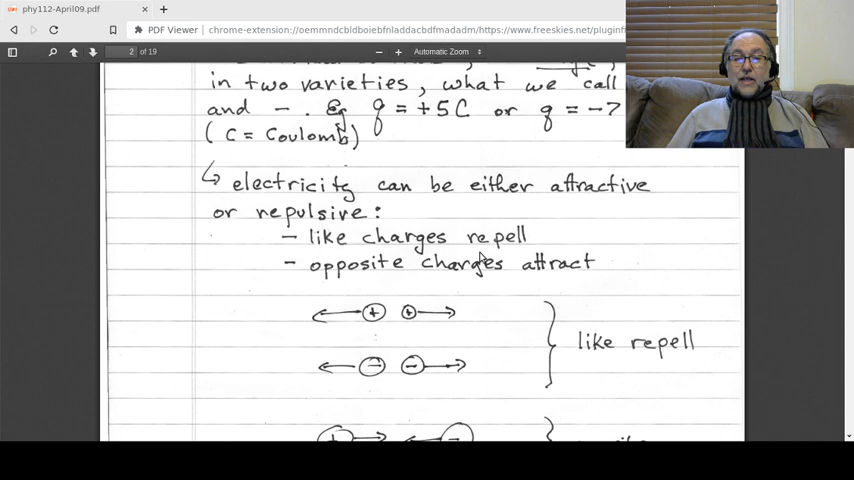 phy112-April09.pdf
PDF Viewer | chrome-extension://oemmndcbldboiebfnladdacbdfmadadm/https://www.freeskies.net/pluginfi
2 of 19
Automatic Zoom
in two varieties, what we call
and - . Eg q = +5C or q = -7
( C = Coulomb)
↳ electricity can be either attractive
or repulsive:
- like charges repell
- opposite charges attract
+ +
like repell
- -
+ -